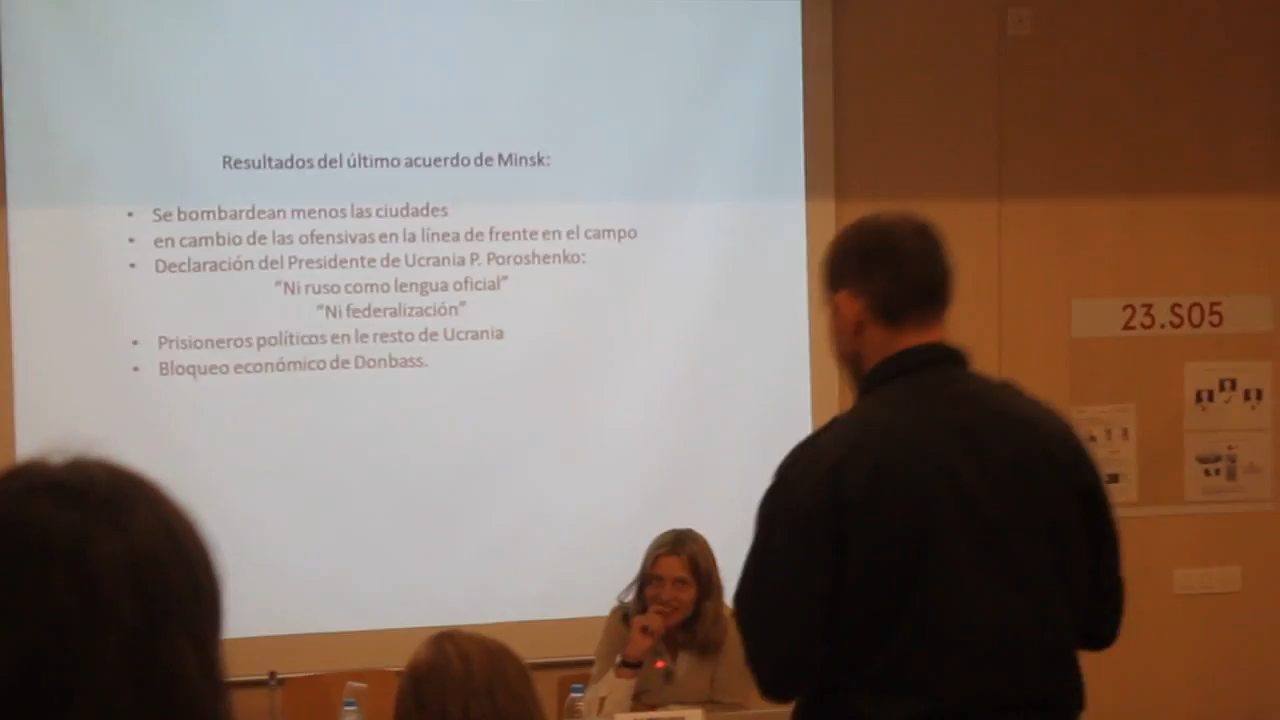 Resultados del último acuerdo de Minsk:
• Se bombardean menos las ciudades
• en cambio de las ofensivas en la línea de frente en el campo
• Declaración del Presidente de Ucrania P. Poroshenko:
“Ni ruso como lengua oficial”
“Ni federalización”
• Prisioneros políticos en le resto de Ucrania
• Bloqueo económico de Donbass.
23.S05